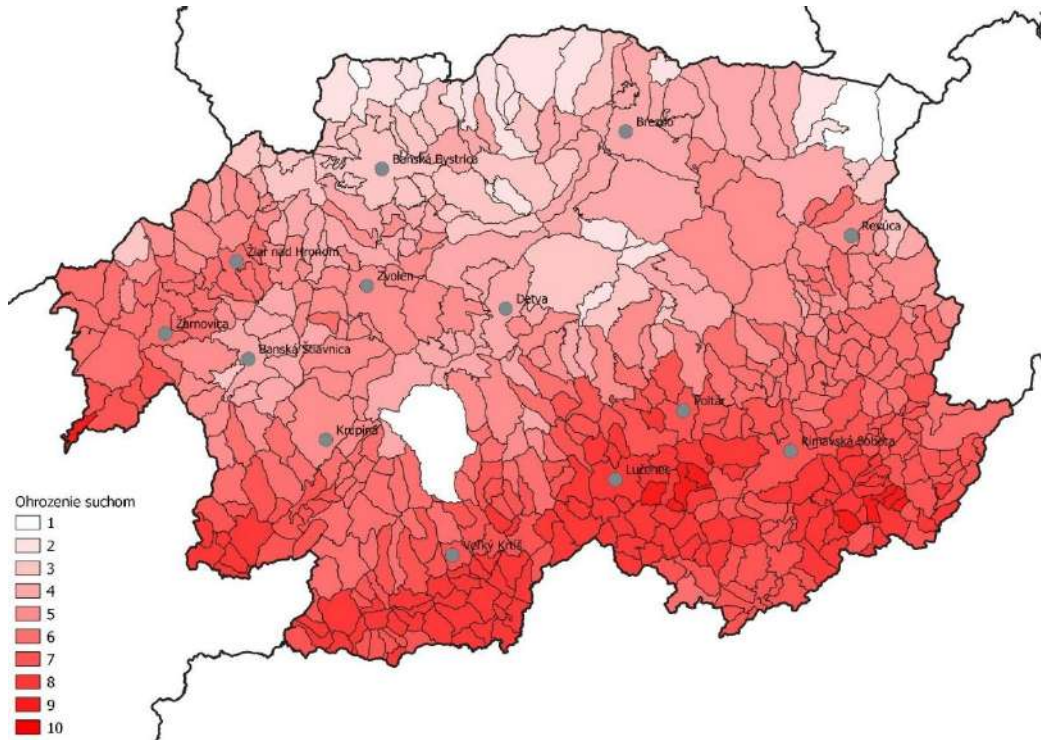 Brezno
Banská Bystrica
Revúca
Žiar nad Hronom
Zvolen
Detva
Žarnovica
Banská Štiavnica
Poltár
Krupina
Rimavská Sobota
Lučenec
Veľký Krtíš
Ohrozenie suchom
1
2
3
4
5
6
7
8
9
10